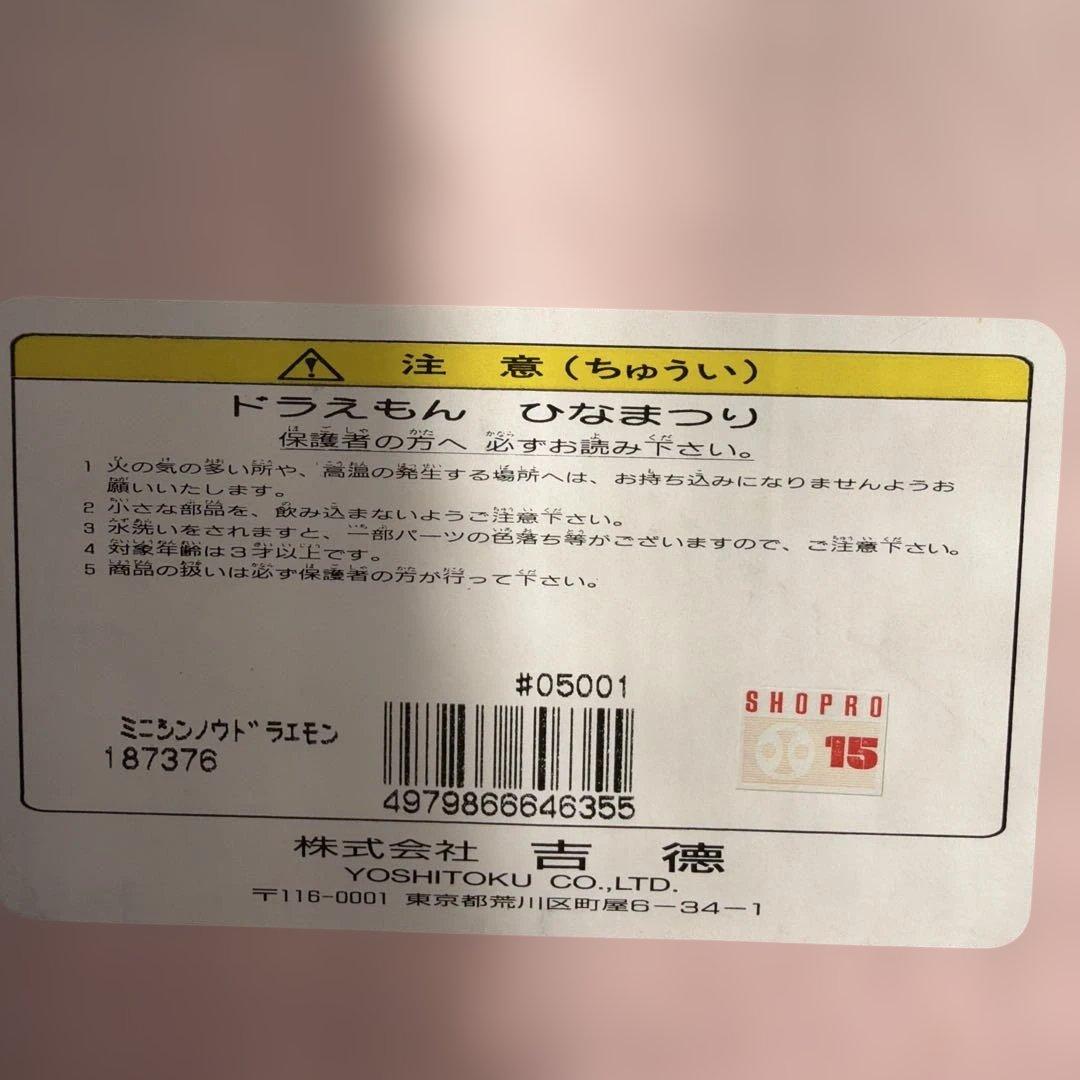 注 意 (ちゅうい)
ドラえもん ひなまつり
保護者の方へ 必ずお読み下さい。
1 火の気の多い所や、高温の発生する場所へは、お持ち込みになりませんようお
願いいたします。
2 小さな部品を、飲み込まないようご注意下さい。
3 水洗いをされますと、一部パーツの色落ち等がございますので、ご注意下さい。
4 対象年齢は3才以上です。
5 商品の扱いは必ず保護者の方が行って下さい。
#05001
ミニシンノウドラエモン
187376
4979866646355
SHOPRO
小 15
株式会社 吉 德
YOSHITOKU CO.,LTD.
〒116-0001 東京都荒川区町屋6-34-1